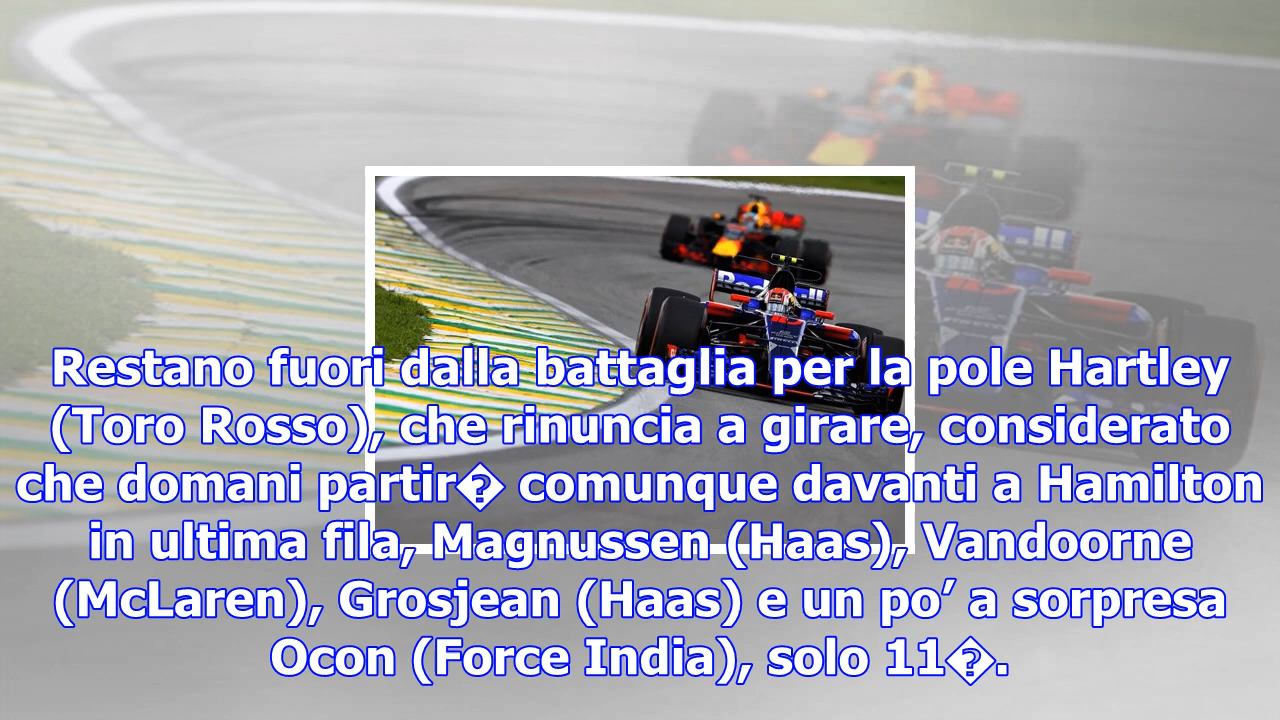 Restano fuori dalla battaglia per la pole Hartley
(Toro Rosso), che rinuncia a girare, considerato
che domani partir� comunque davanti a Hamilton
in ultima fila, Magnussen (Haas), Vandoorne
(McLaren), Grosjean (Haas) e un po’ a sorpresa
Ocon (Force India), solo 11�.